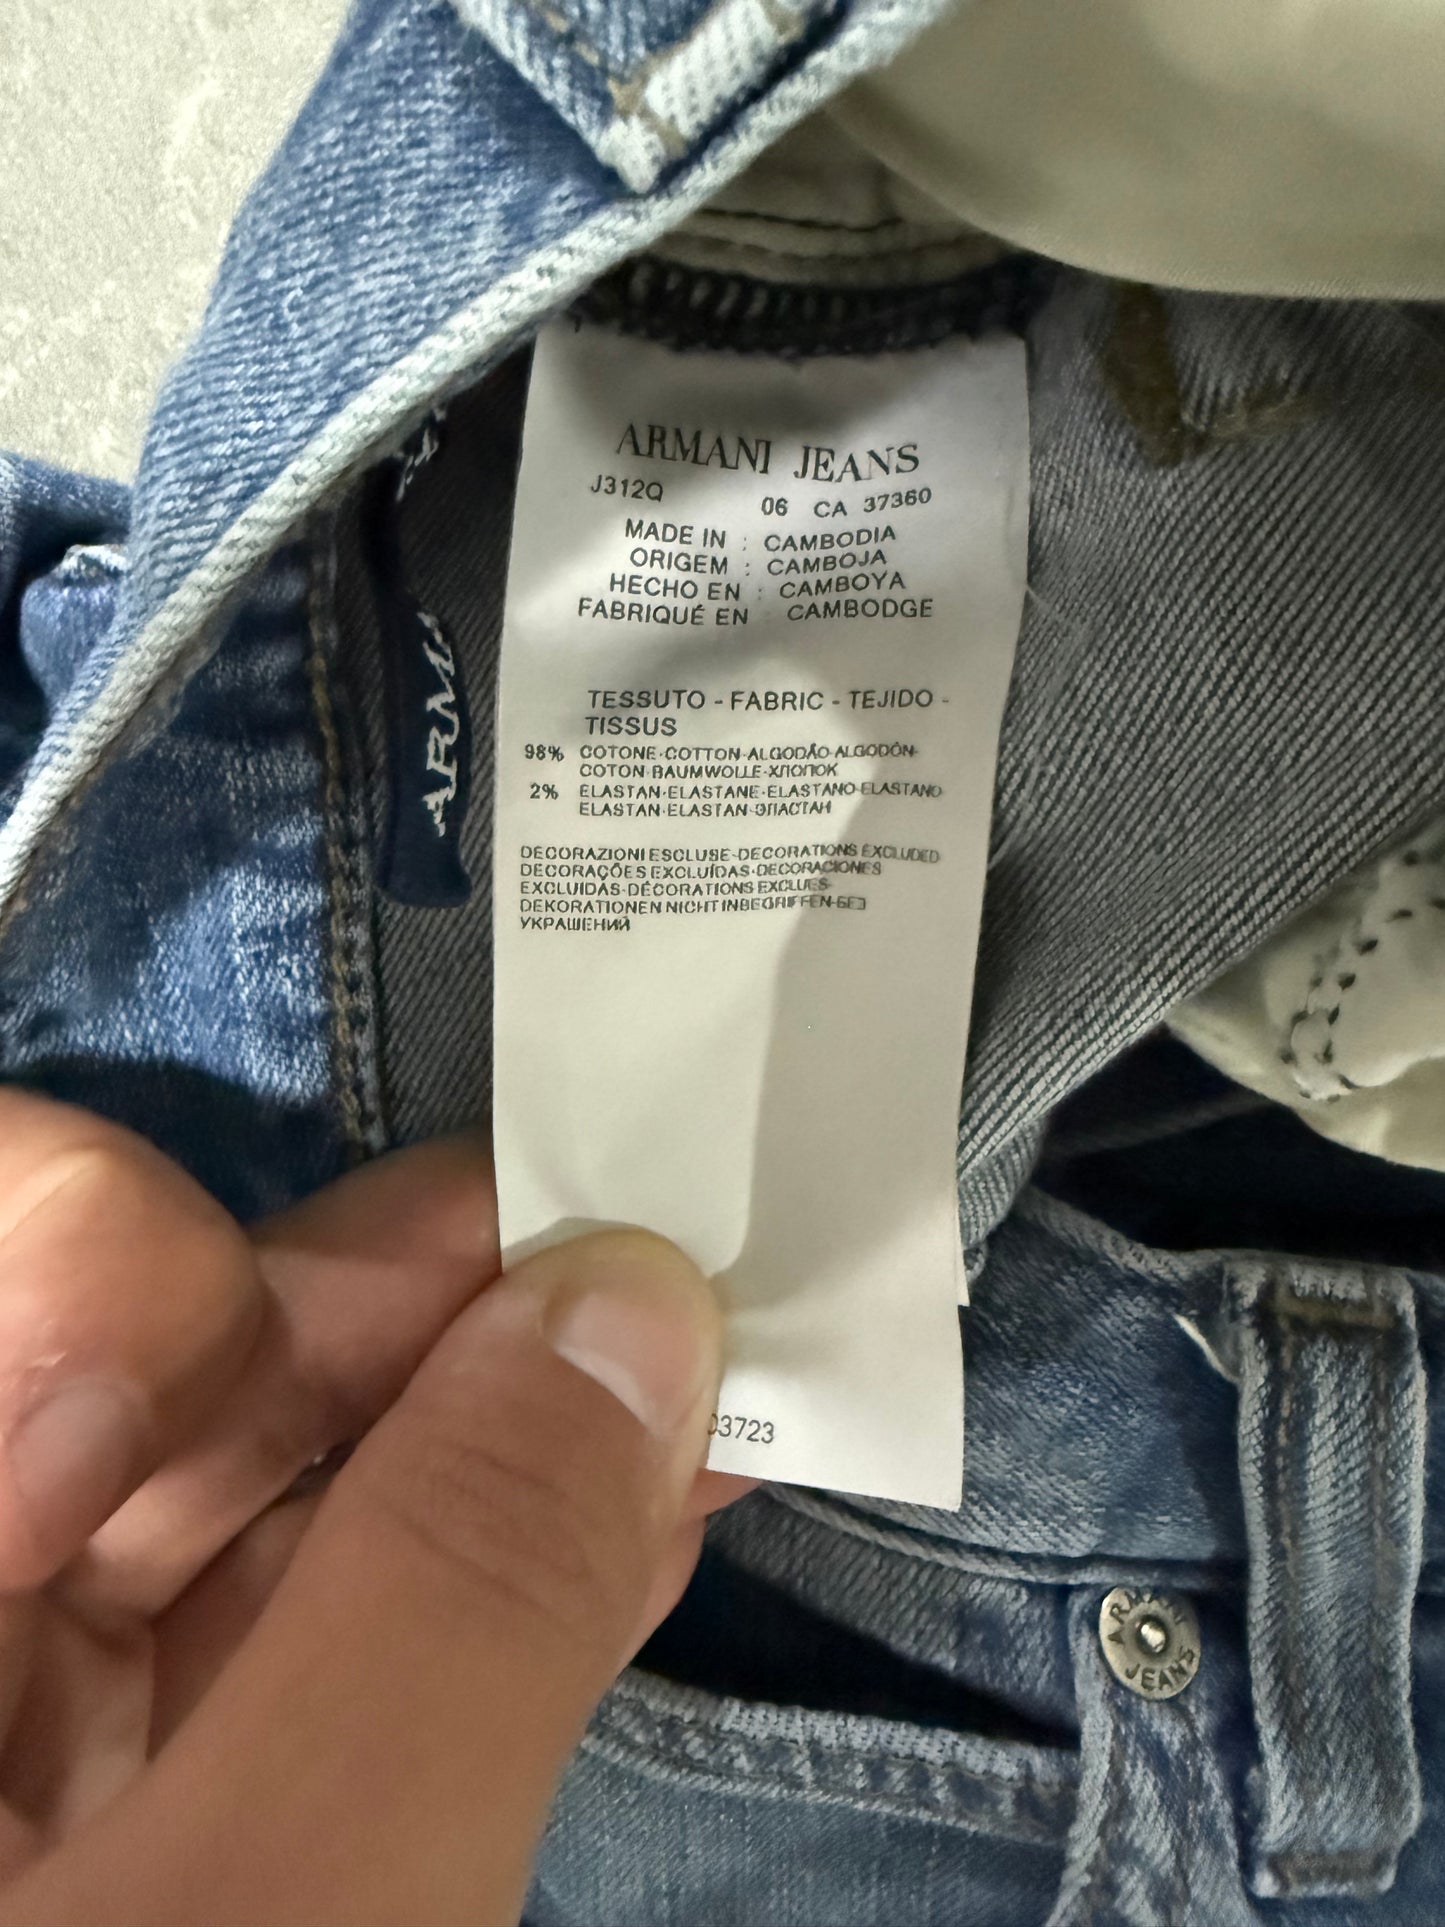 ARMANI JEANS
J312Q 06 CA 37360
MADE IN : CAMBODIA
ORIGEM : CAMBOJA
HECHO EN : CAMBOYA
FABRIQUÉ EN CAMBODGE
TESSUTO - FABRIC - TEJIDO -
TISSUS
98% COTONE-COTTON-ALGODÃO-ALGODÓN-
COTON-BAUMWOLLE-ХЛОПОК
2% ELASTAN-ELASTANE-ELASTANO-ELASTANO
ELASTAN-ELASTAN-ЭЛАСТАН
DECORAZIONI ESCLUSE-DECORATIONS EXCLUDED
DECORAÇÕES EXCLUÍDAS-DECORACIONES
EXCLUIDAS-DÉCORATIONS EXCLUES-
DEKORATIONEN NICHT INBEGRIFFEN-БЕЗ
УКРАШЕНИЙ
03723
ARM
ARMANI
JEANS